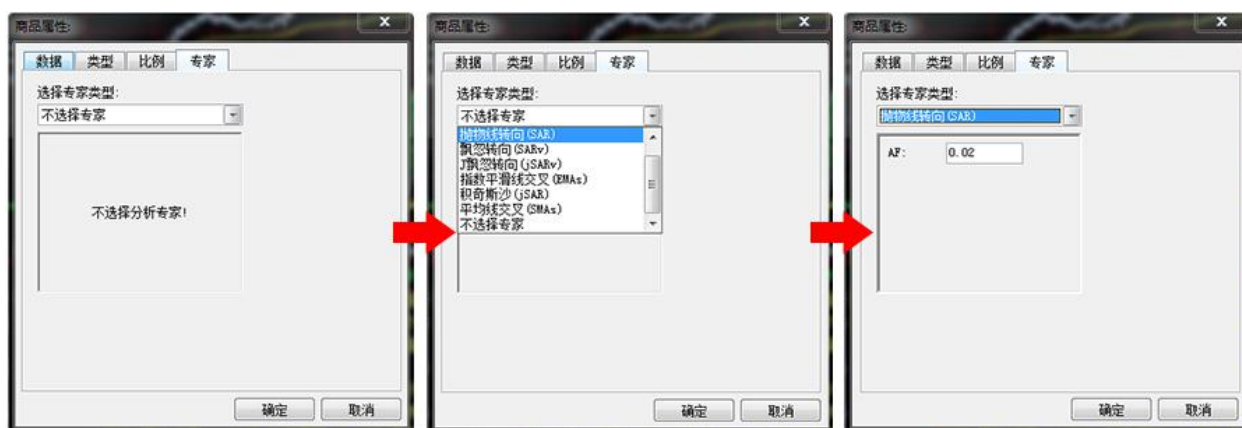 商品属性:
数据 类型 比例 专家
选择专家类型:
不选择专家
不选择分析专家!
确定 取消
商品属性:
数据 类型 比例 专家
选择专家类型:
不选择专家
抛物线转向(SAR)
飘忽转向(SARv)
J飘忽转向(jSARv)
指数平滑线交叉(EMAs)
积奇斯沙(jSAR)
平均线交叉(SMAs)
不选择专家
确定 取消
商品属性:
数据 类型 比例 专家
选择专家类型:
抛物线转向(SAR)
AF: 0.02
确定 取消